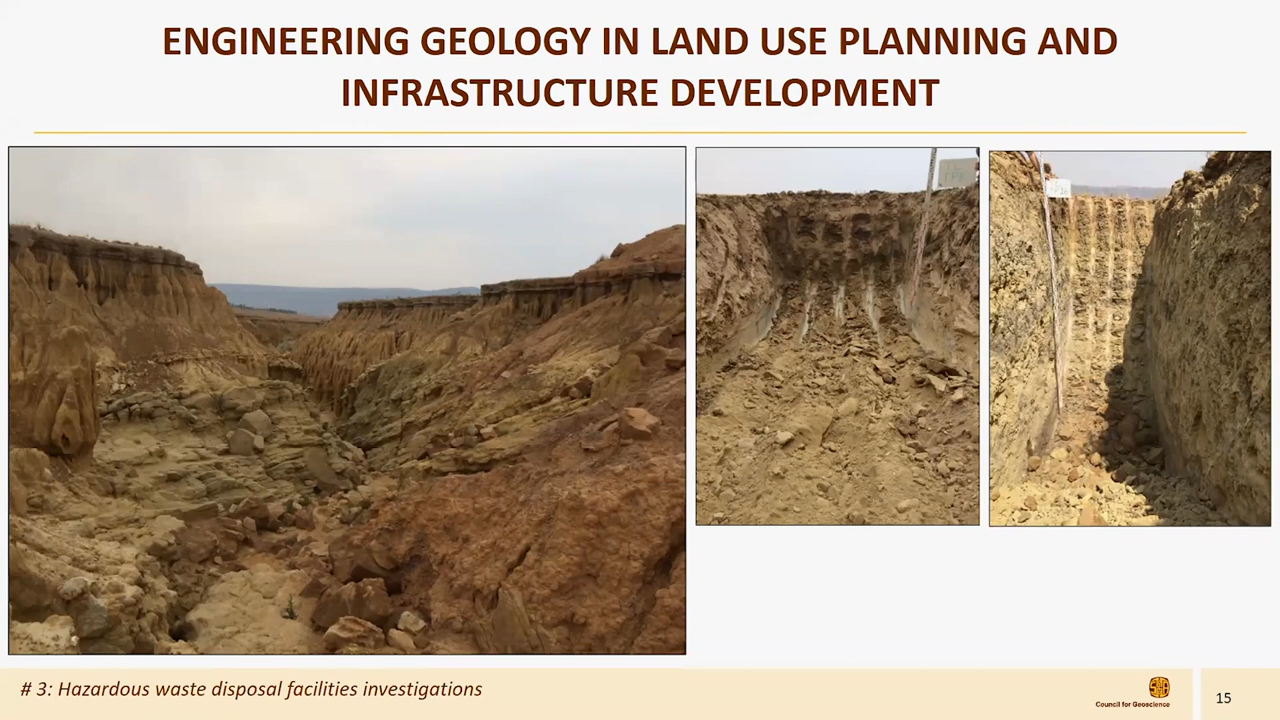 ENGINEERING GEOLOGY IN LAND USE PLANNING AND
INFRASTRUCTURE DEVELOPMENT
# 3: Hazardous waste disposal facilities investigations
Council for Geoscience
15